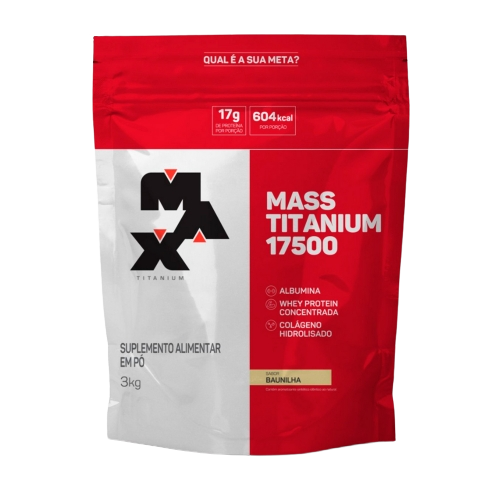 QUAL É A SUA META?
17g
DE PROTEÍNA
POR PORÇÃO
604kcal
POR PORÇÃO
MAX
TITANIUM
MASS
TITANIUM
17500
ALBUMINA
WHEY PROTEIN
CONCENTRADA
COLÁGENO
HIDROLISADO
SUPLEMENTO ALIMENTAR
EM PÓ
3kg
SABOR
BAUNILHA